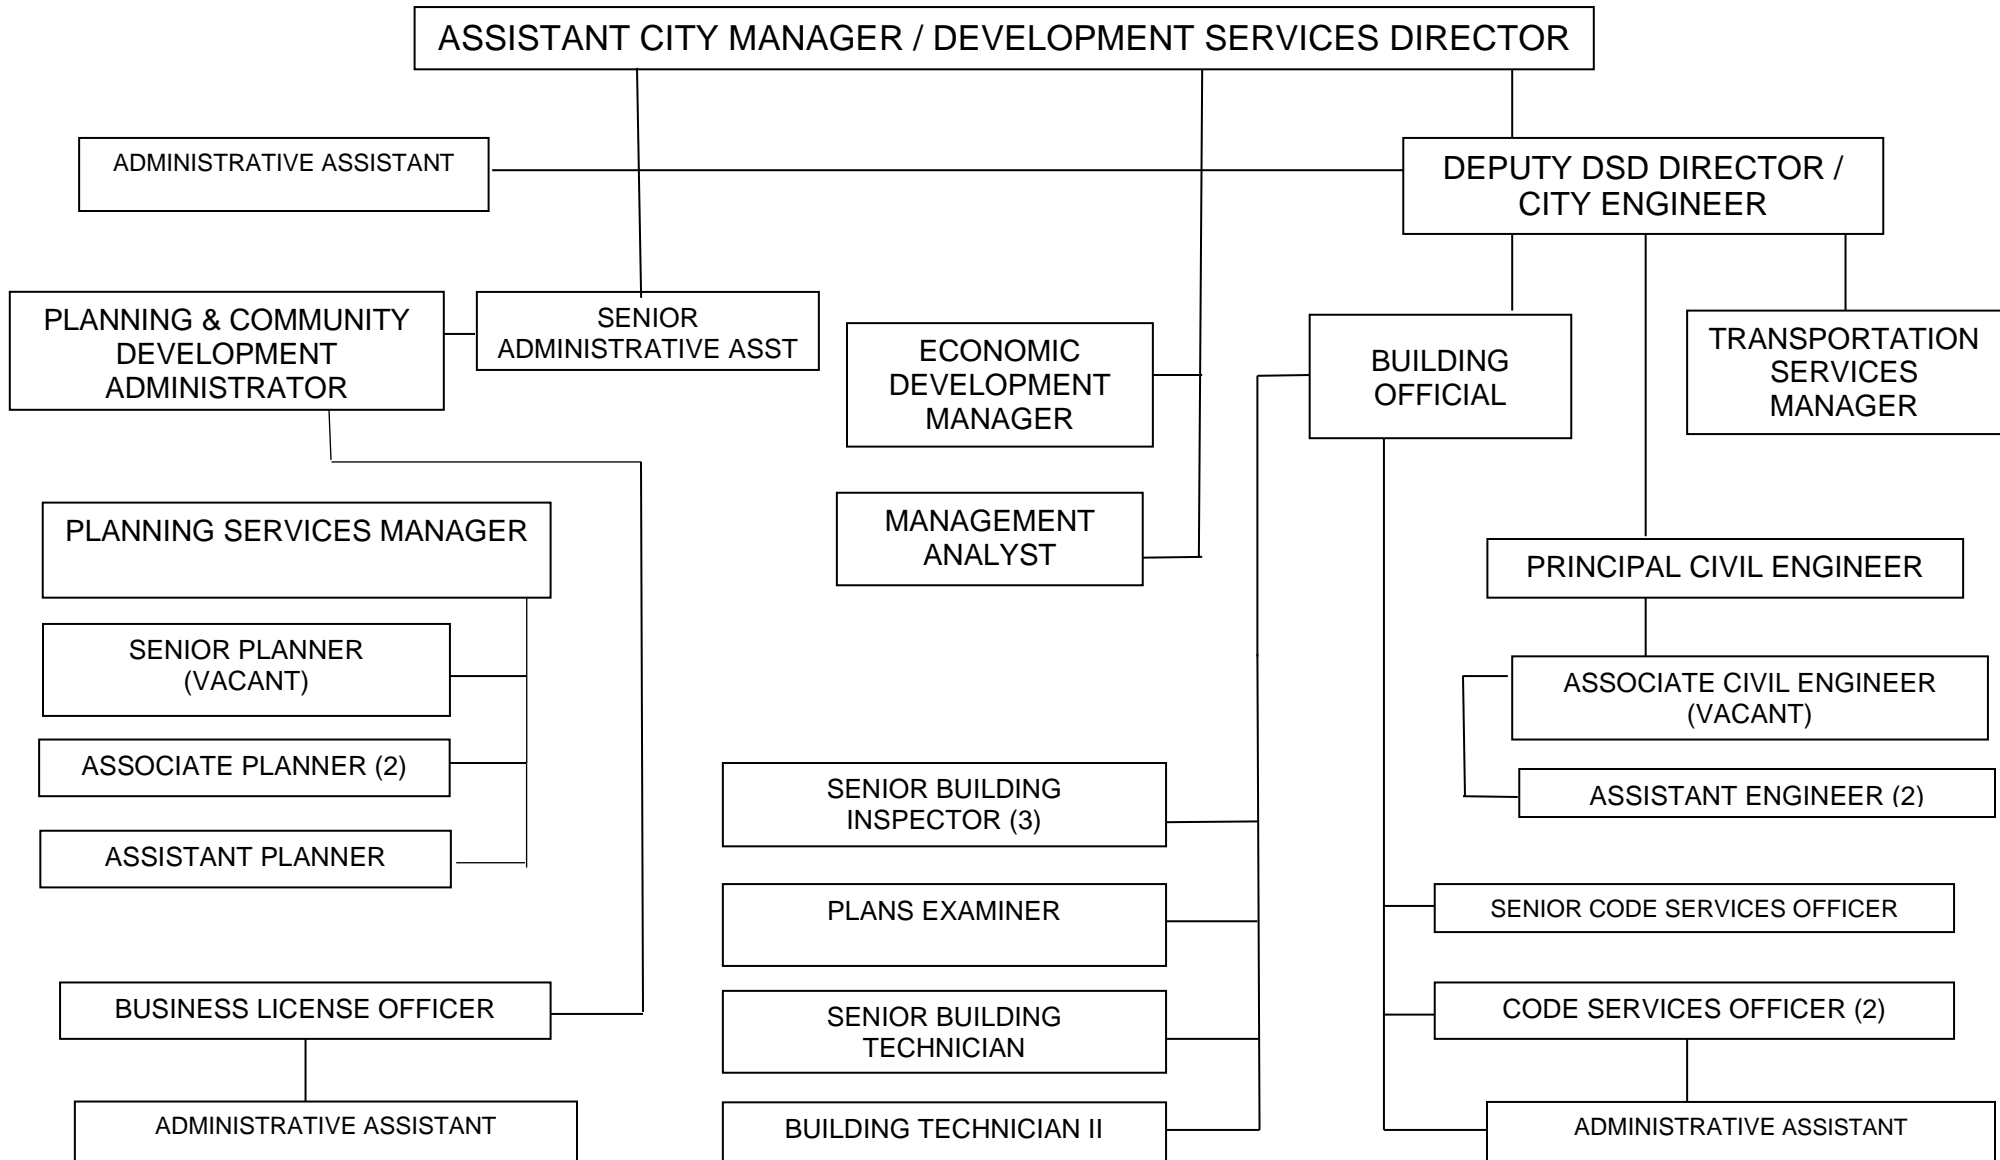 ASSISTANT CITY MANAGER / DEVELOPMENT SERVICES DIRECTOR
ADMINISTRATIVE ASSISTANT
DEPUTY DSD DIRECTOR /
CITY ENGINEER
PLANNING & COMMUNITY
DEVELOPMENT
ADMINISTRATOR
SENIOR
ADMINISTRATIVE ASST
ECONOMIC
DEVELOPMENT
MANAGER
BUILDING
OFFICIAL
TRANSPORTATION
SERVICES
MANAGER
PLANNING SERVICES MANAGER
MANAGEMENT
ANALYST
PRINCIPAL CIVIL ENGINEER
SENIOR PLANNER
(VACANT)
ASSOCIATE CIVIL ENGINEER
(VACANT)
ASSOCIATE PLANNER (2)
SENIOR BUILDING
INSPECTOR (3)
ASSISTANT ENGINEER (2)
ASSISTANT PLANNER
PLANS EXAMINER
SENIOR CODE SERVICES OFFICER
BUSINESS LICENSE OFFICER
SENIOR BUILDING
TECHNICIAN
CODE SERVICES OFFICER (2)
ADMINISTRATIVE ASSISTANT
BUILDING TECHNICIAN II
ADMINISTRATIVE ASSISTANT